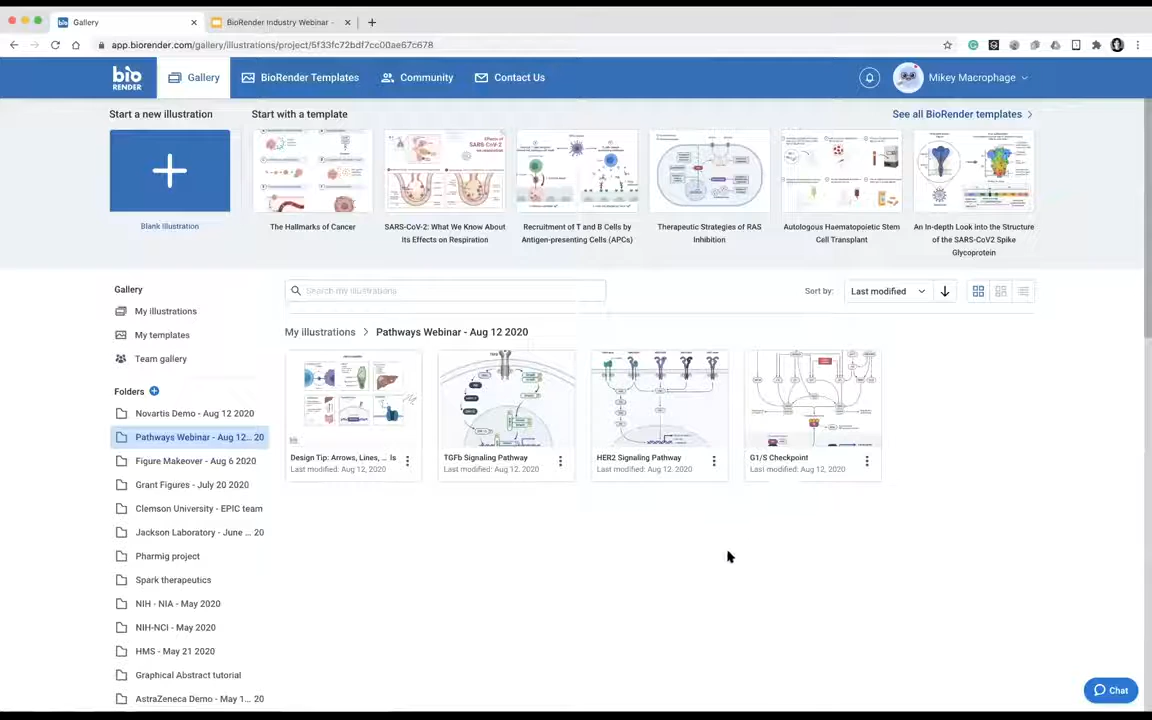 Gallery
BioRender Industry Webinar -
app.biorender.com/gallery/illustrations/project/5f33fc72bdf7cc00ae67c678
bio
RENDER
Gallery
BioRender Templates
Community
Contact Us
Mikey Macrophage
Start a new illustration
Start with a template
See all BioRender templates
Effects of
SARS-CoV-2
Blank Illustration
The Hallmarks of Cancer
SARS-CoV-2: What We Know About
Its Effects on Respiration
Recruitment of T and B Cells by
Antigen-presenting Cells (APCs)
Therapeutic Strategies of RAS
Inhibition
Autologous Haematopoietic Stem
Cell Transplant
An In-depth Look into the Structure
of the SARS-CoV2 Spike
Glycoprotein
Gallery
My illustrations
My templates
Team gallery
Folders
Novartis Demo - Aug 12 2020
Pathways Webinar - Aug 12... 20
Figure Makeover - Aug 6 2020
Grant Figures - July 20 2020
Clemson University - EPIC team
Jackson Laboratory - June ... 20
Pharmig project
Spark therapeutics
NIH - NIA - May 2020
NIH-NCI - May 2020
HMS - May 21 2020
Graphical Abstract tutorial
AstraZeneca Demo - May 1... 20
Search my illustrations
Sort by:
Last modified
My illustrations > Pathways Webinar - Aug 12 2020
Design Tip: Arrows, Lines, ... Is
Last modified: Aug 12, 2020
TGFb Signaling Pathway
Last modified: Aug 12, 2020
HER2 Signaling Pathway
Last modified: Aug 12, 2020
G1/S Checkpoint
Last modified: Aug 12, 2020
Chat